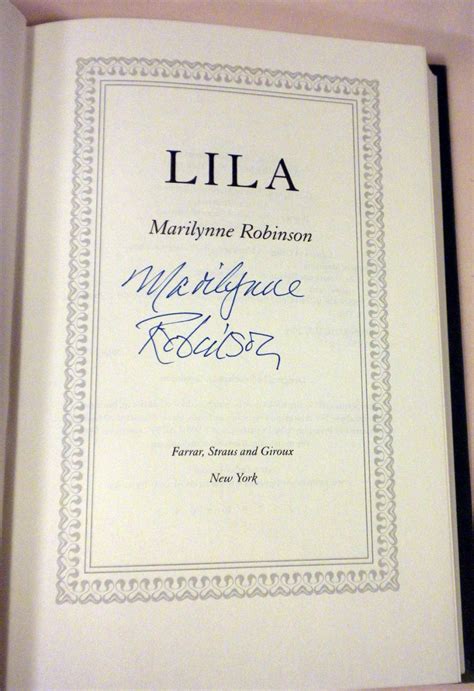 LILA
Marilynne Robinson
Marilynne
Robinson
Farrar, Straus and Giroux
New York